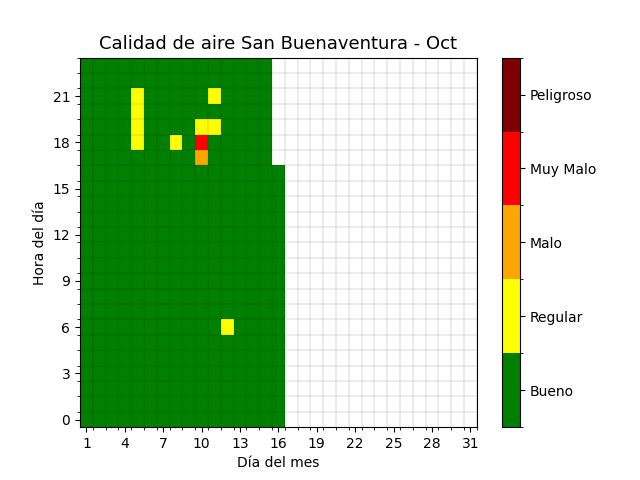 Calidad de aire San Buenaventura - Oct
Hora del día
21
18
15
12
9
6
3
0
1 4 7 10 13 16 19 22 25 28 31
Día del mes
Peligroso
Muy Malo
Malo
Regular
Bueno